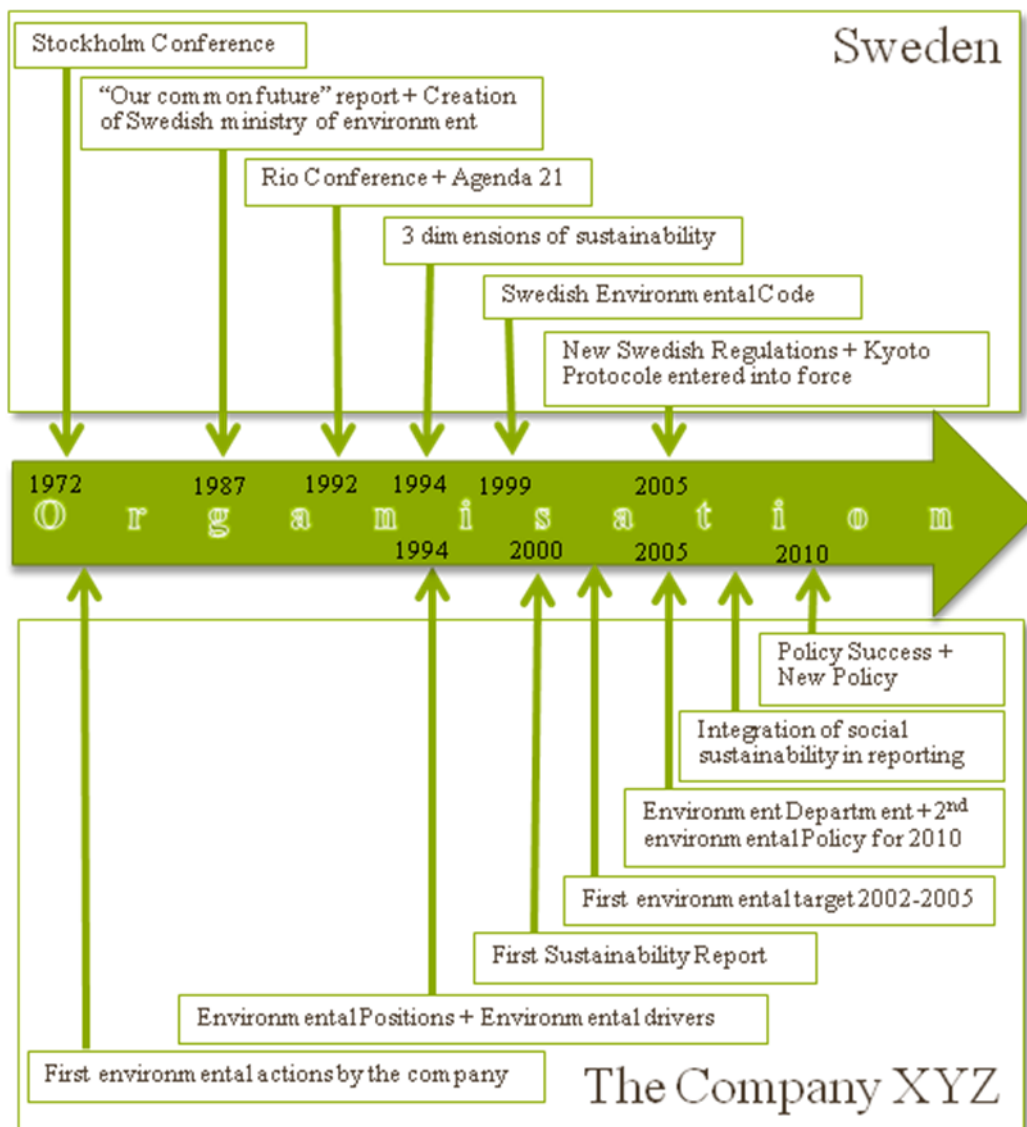 Sweden
Stockholm Conference
“Our common future” report + Creation
of Swedish ministry of environment
Rio Conference + Agenda 21
3 dimensions of sustainability
Swedish Environmental Code
New Swedish Regulations + Kyoto
Protocole entered into force
1972 1987 1992 1994 1999 2005
Organisation
1994 2000 2005 2010
Policy Success +
New Policy
Integration of social
sustainability in reporting
Environment Department + 2nd
environmental Policy for 2010
First environmental target 2002-2005
First Sustainability Report
Environmental Positions + Environmental drivers
First environmental actions by the company
The Company XYZ